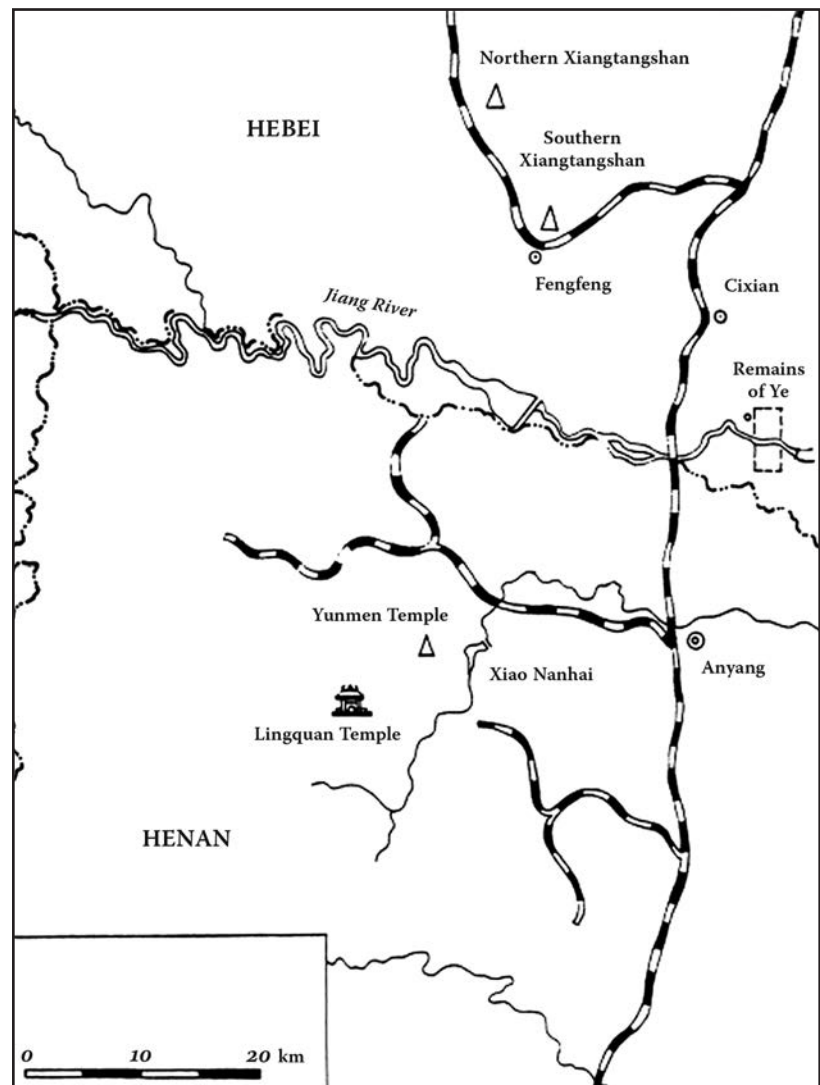 Northern Xiangtangshan
HEBEI
Southern
Xiangtangshan
Fengfeng
Cixian
Jiang River
Remains
of Ye
Yunmen Temple
Xiao Nanhai
Anyang
Lingquan Temple
HENAN
0 10 20 km